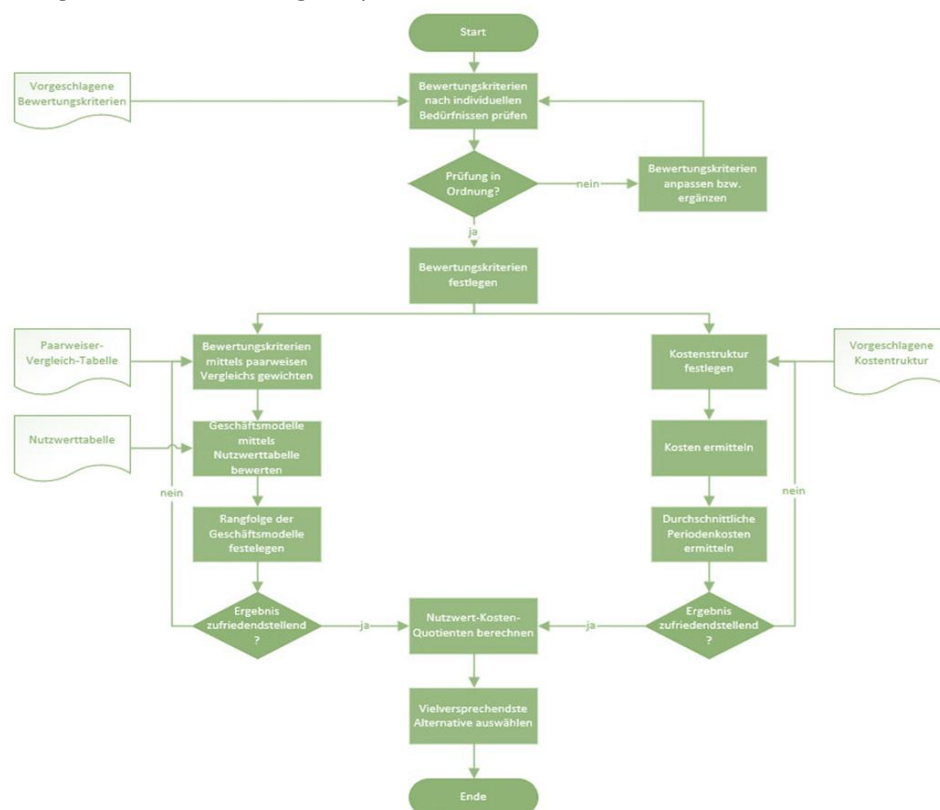 Start
Vorgeschlagene
Bewertungskriterien
Bewertungskriterien
nach individuellen
Bedürfnissen prüfen
Prüfung in
Ordnung?
nein
Bewertungskriterien
anpassen bzw.
ergänzen
ja
Bewertungskriterien
festlegen
Paarweiser-
Vergleich-Tabelle
Bewertungskriterien
mittels paarweisen
Vergleichs gewichten
Kostenstruktur
festlegen
Vorgeschlagene
Kostentruktur
Nutzwerttabelle
Geschäftsmodelle
mittels
Nutzwerttabelle
bewerten
Kosten ermitteln
nein
nein
Rangfolge der
Geschäftsmodelle
festelegen
Durchschnittliche
Periodenkosten
ermitteln
Ergebnis
zufriedendstellend
?
ja
Nutzwert-Kosten-
Quotienten berechnen
ja
Ergebnis
zufriedendstellend
?
Vielversprechendste
Alternative auswählen
Ende